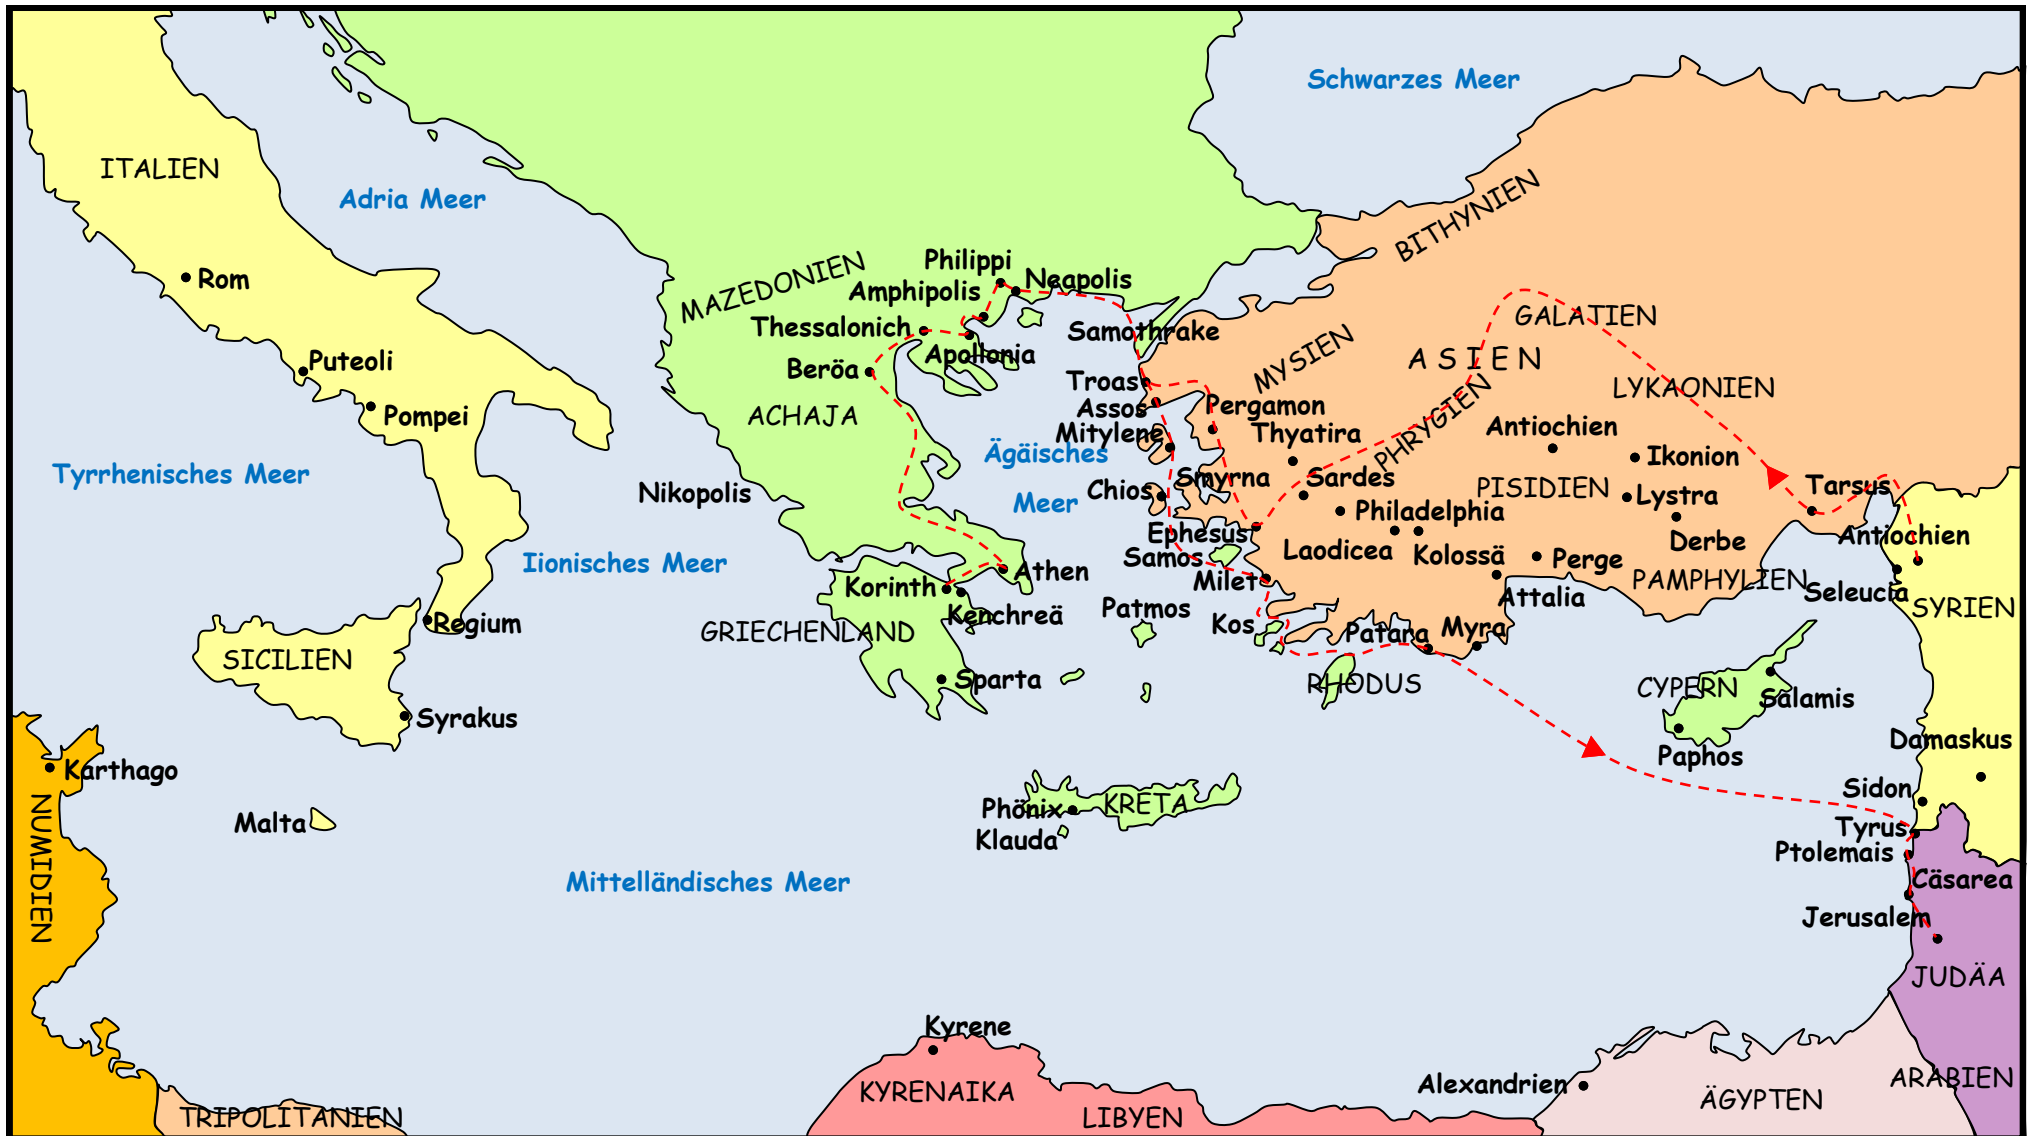 Schwarzes Meer
ITALIEN
Adria Meer
BITHYNIEN
Rom
MAZEDONIEN
Philippi
Neapolis
Amphipolis
Thessalonich
Apollonia
Samothrake
GALATIEN
Puteoli
Beröa
MYSIEN
ASIEN
Troas
LYKAONIEN
Pompei
ACHAJA
Assos
Pergamon
PHRYGIEN
Mitylene
Thyatira
Antiochien
Ägäisches
Meer
Ikonion
Tyrrhenisches Meer
Nikopolis
Chios
Smyrna
Sardes
PISIDIEN
Lystra
Tarsus
Philadelphia
Ephesus
Derbe
Antiochien
Iionisches Meer
Samos
Laodicea
Kolossä
Perge
Athen
Milet
PAMPHYLIEN
Korinth
Attalia
Seleucia
Kenchreä
Patmos
SYRIEN
Regium
GRIECHENLAND
Kos
Patara
Myra
SICILIEN
Sparta
RHODUS
CYPERN
Salamis
Syrakus
Paphos
Damaskus
Karthago
Sidon
NUMIDIEN
Malta
Phönix
KRETA
Klauda
Tyrus
Ptolemais
Mittelländisches Meer
Cäsarea
Jerusalem
JUDÄA
Kyrene
KYRENAIKA
Alexandrien
ARABIEN
ÄGYPTEN
TRIPOLITANIEN
LIBYEN